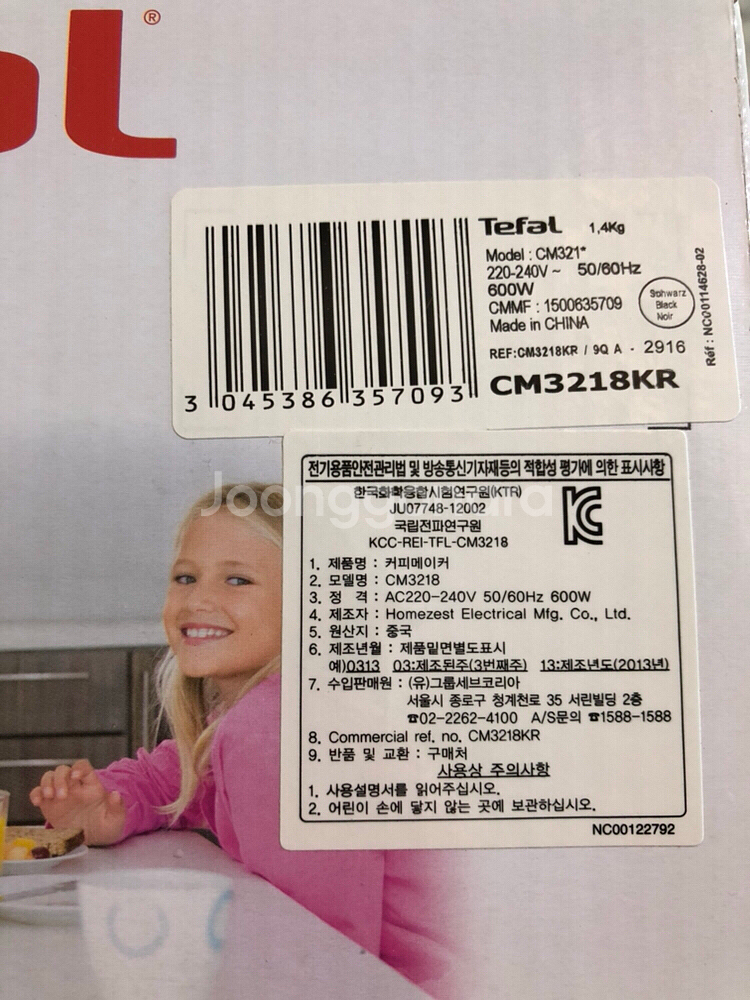 ®
Tefal 1,4Kg
Model : CM321*
220-240V ~ 50/60Hz
600W
CMMF : 1500635709
Made in CHINA
Schwarz
Black
Noir
REF:CM3218KR / 9Q A - 2916
CM3218KR
Réf : NC00114628-02
3 045386 357093
전기용품안전관리법 및 방송통신기자재등의 적합성 평가에 의한 표시사항
한국화학융합시험연구원(KTR)
JU07748-12002
국립전파연구원
KCC-REI-TFL-CM3218
1. 제품명 : 커피메이커
2. 모델명 : CM3218
3. 정 격 : AC220-240V 50/60Hz 600W
4. 제조자 : Homezest Electrical Mfg. Co., Ltd.
5. 원산지 : 중국
6. 제조년월 : 제품밑면별도표시
예)0313 03:제조된주(3번째주) 13:제조년도(2013년)
7. 수입판매원 : (유)그룹세브코리아
서울시 종로구 청계천로 35 서린빌딩 2층
☎02-2262-4100 A/S문의 ☎1588-1588
8. Commercial ref. no. CM3218KR
9. 반품 및 교환 : 구매처
사용상 주의사항
1. 사용설명서를 읽어주십시오.
2. 어린이 손에 닿지 않는 곳에 보관하십시오.
NC00122792
Joonggonara